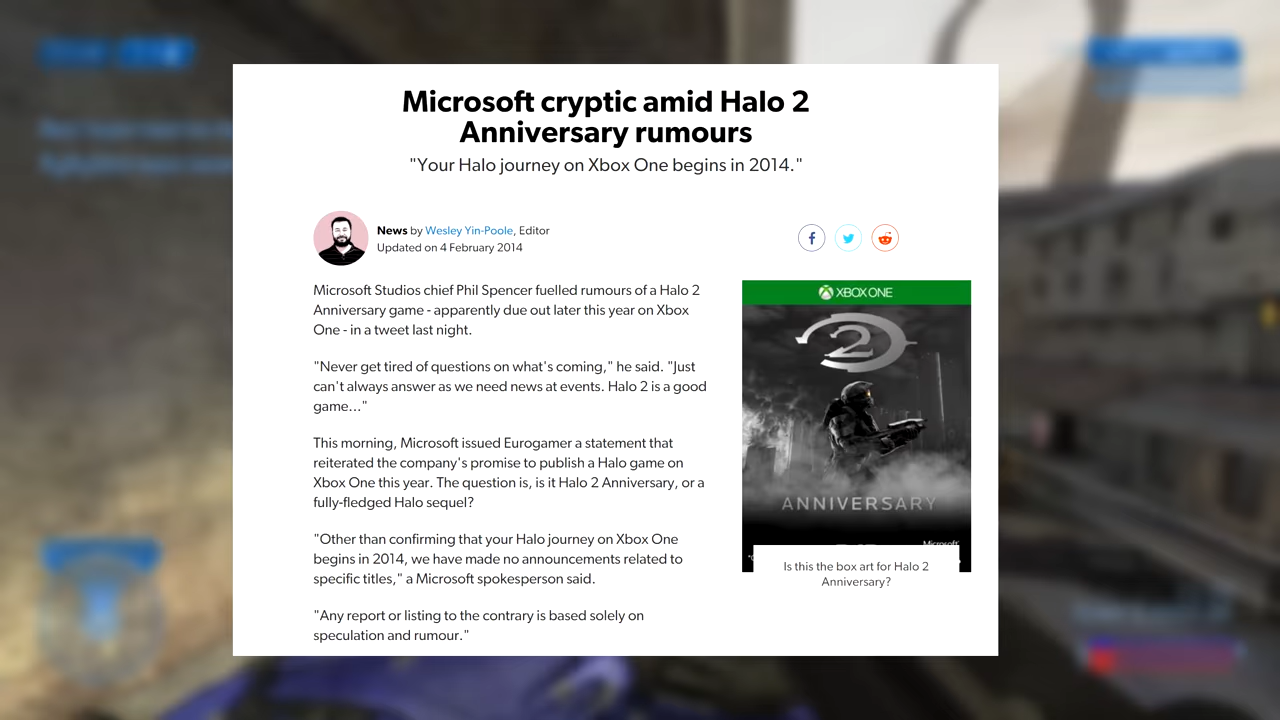 Microsoft cryptic amid Halo 2
Anniversary rumours
"Your Halo journey on Xbox One begins in 2014."
News by Wesley Yin-Poole, Editor
Updated on 4 February 2014
Microsoft Studios chief Phil Spencer fuelled rumours of a Halo 2
Anniversary game - apparently due out later this year on Xbox
One - in a tweet last night.
"Never get tired of questions on what's coming," he said. "Just
can't always answer as we need news at events. Halo 2 is a good
game..."
This morning, Microsoft issued Eurogamer a statement that
reiterated the company's promise to publish a Halo game on
Xbox One this year. The question is, is it Halo 2 Anniversary, or a
fully-fledged Halo sequel?
"Other than confirming that your Halo journey on Xbox One
begins in 2014, we have made no announcements related to
specific titles," a Microsoft spokesperson said.
"Any report or listing to the contrary is based solely on
speculation and rumour."
XBOX ONE
2
ANNIVERSARY
Microsoft
Is this the box art for Halo 2
Anniversary?